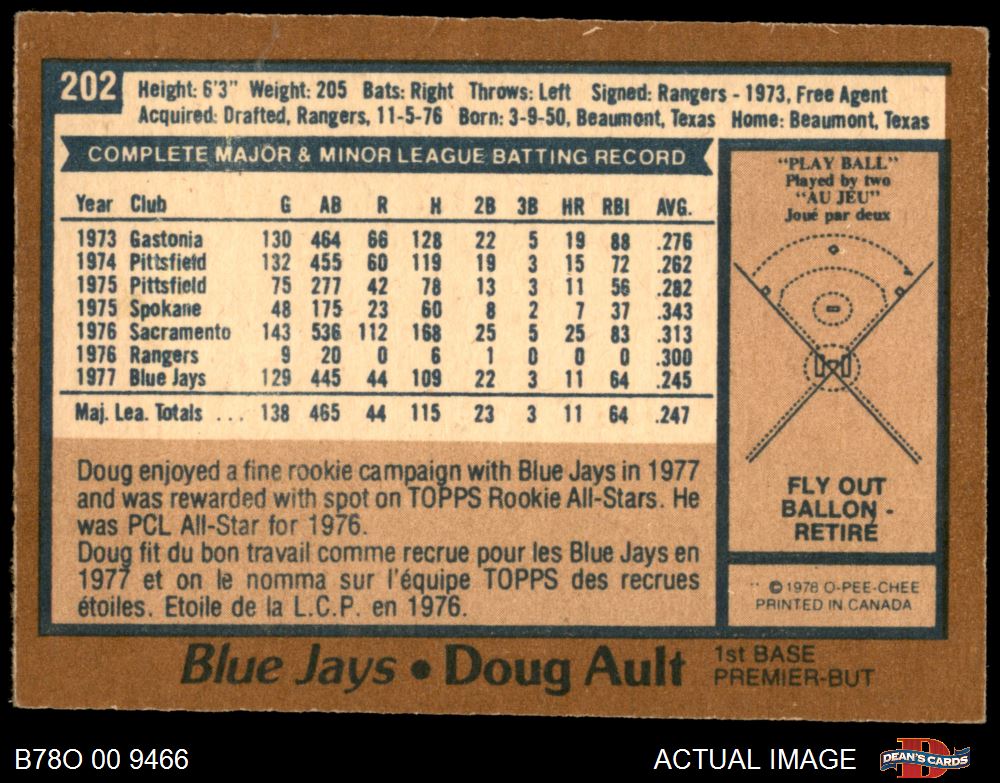 202
Height: 6'3" Weight: 205 Bats: Right Throws: Left Signed: Rangers - 1973, Free Agent
Acquired: Drafted, Rangers, 11-5-76 Born: 3-9-50, Beaumont, Texas Home: Beaumont, Texas
COMPLETE MAJOR & MINOR LEAGUE BATTING RECORD
Year Club G AB R H 2B 3B HR RBI AVG.
1973 Gastonia 130 464 66 128 22 5 19 88 .276
1974 Pittsfield 132 455 60 119 19 3 15 72 .262
1975 Pittsfield 75 277 42 78 13 3 11 56 .282
1975 Spokane 48 175 23 60 8 2 7 37 .343
1976 Sacramento 143 536 112 168 25 5 25 83 .313
1976 Rangers 9 20 0 6 1 0 0 0 .300
1977 Blue Jays 129 445 44 109 22 3 11 64 .245
Maj. Lea. Totals ... 138 465 44 115 23 3 11 64 .247
Doug enjoyed a fine rookie campaign with Blue Jays in 1977
and was rewarded with spot on TOPPS Rookie All-Stars. He
was PCL All-Star for 1976.
Doug fit du bon travail comme recrue pour les Blue Jays en
1977 et on le nomma sur l'équipe TOPPS des recrues
étoiles. Etoile de la L.C.P. en 1976.
"PLAY BALL"
Played by two
"AU JEU"
Joué par deux
FLY OUT
BALLON -
RETIRÉ
© 1978 O-PEE-CHEE
PRINTED IN CANADA
Blue Jays • Doug Ault
1st BASE
PREMIER-BUT
B78O 00 9466
ACTUAL IMAGE
DEAN'S CARDS